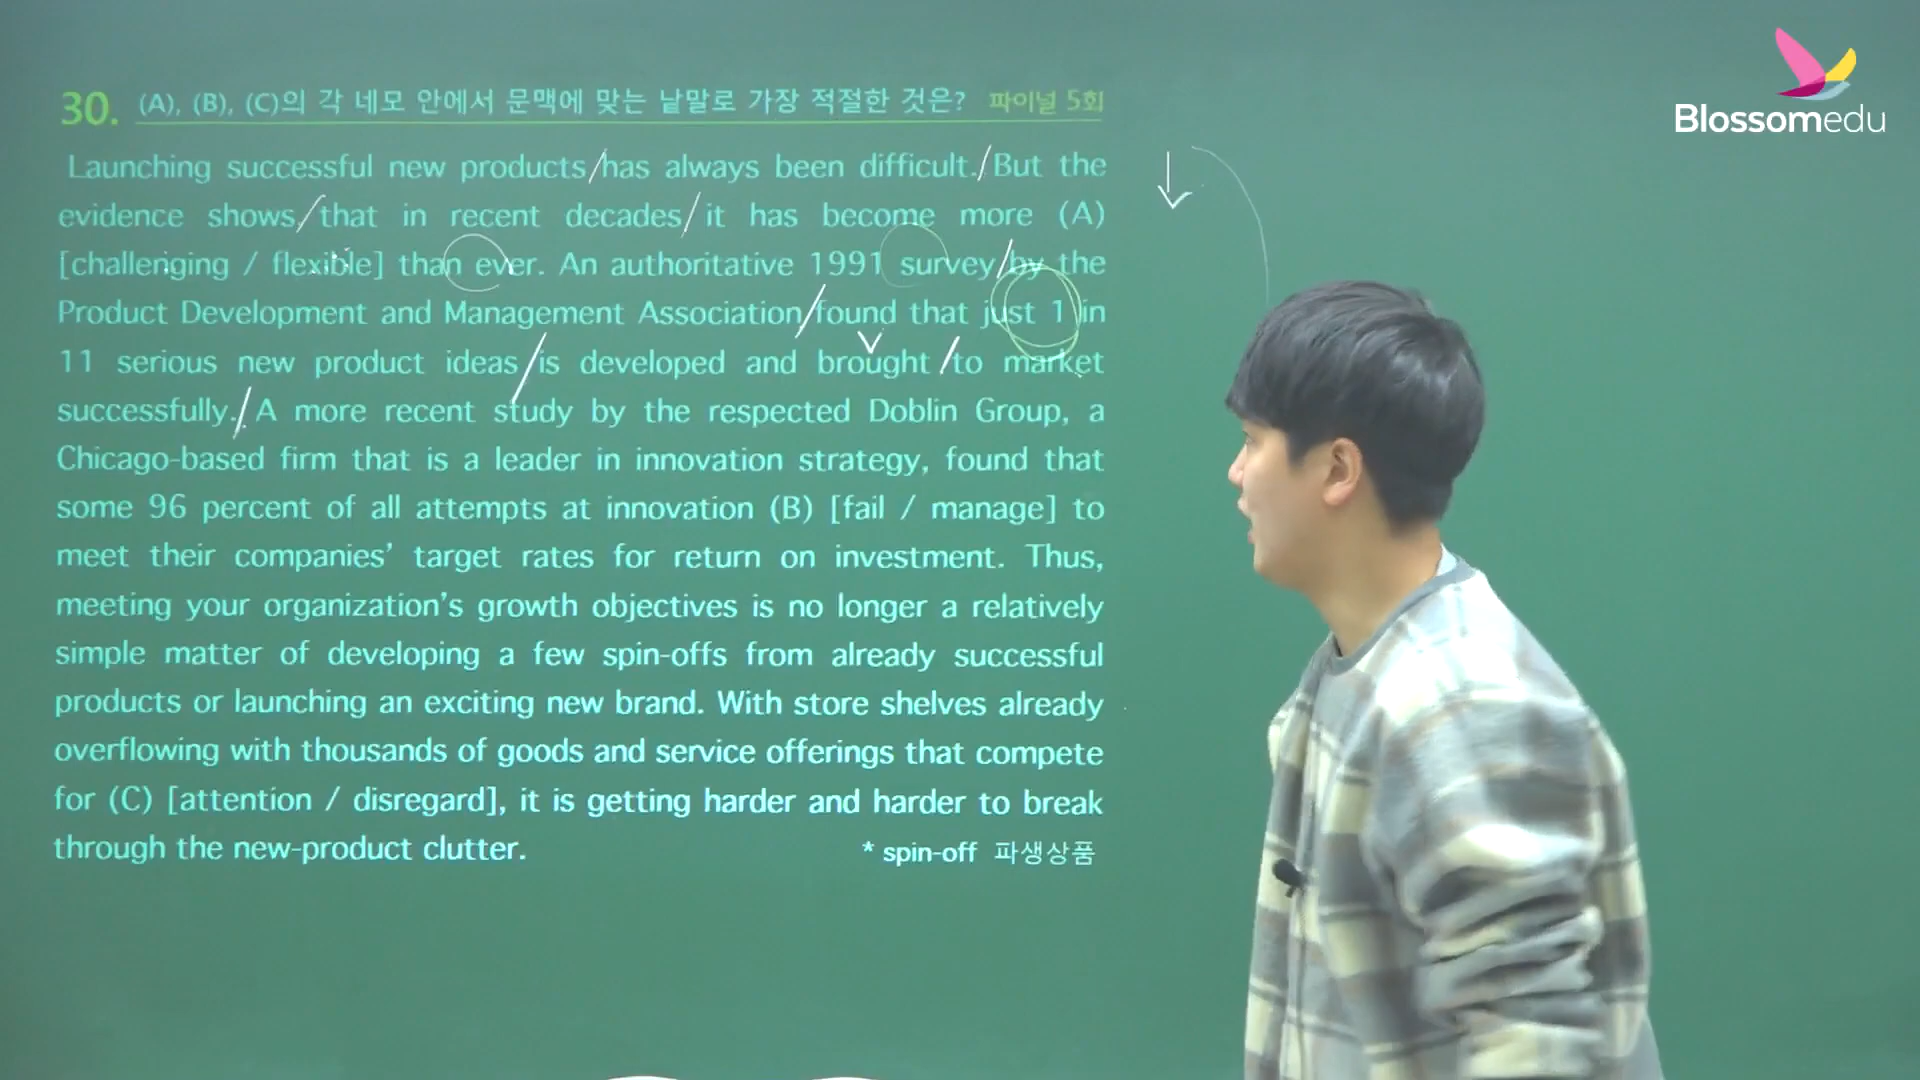 Blossomedu
30. (A), (B), (C)의 각 네모 안에서 문맥에 맞는 낱말로 가장 적절한 것은? 파이널 5회
Launching successful new products has always been difficult. But the
evidence shows that in recent decades it has become more (A)
[challenging / flexible] than ever. An authoritative 1991 survey by the
Product Development and Management Association found that just 1 in
11 serious new product ideas is developed and brought to market
successfully. A more recent study by the respected Doblin Group, a
Chicago-based firm that is a leader in innovation strategy, found that
some 96 percent of all attempts at innovation (B) [fail / manage] to
meet their companies’ target rates for return on investment. Thus,
meeting your organization’s growth objectives is no longer a relatively
simple matter of developing a few spin-offs from already successful
products or launching an exciting new brand. With store shelves already
overflowing with thousands of goods and service offerings that compete
for (C) [attention / disregard], it is getting harder and harder to break
through the new-product clutter.
* spin-off 파생상품